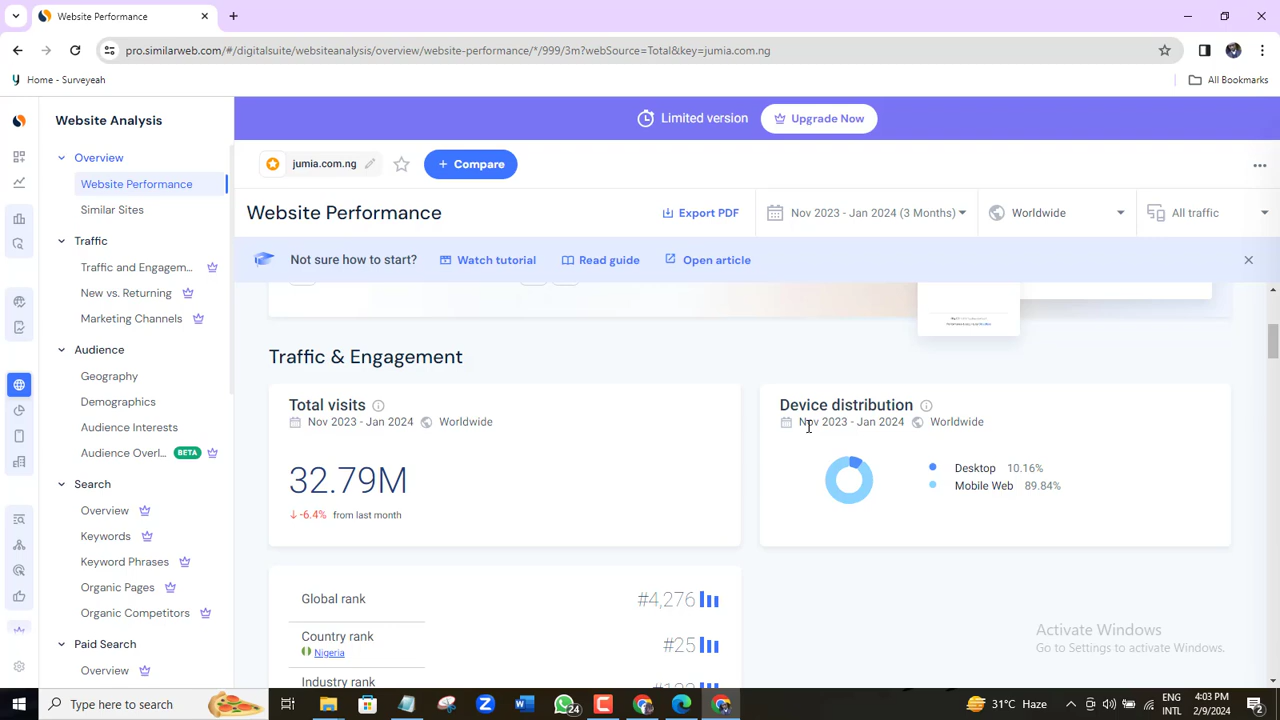 Website Performance
pro.similarweb.com/#/digitalsuite/websiteanalysis/overview/website-performance/*/999/3m?webSource=Total&key=jumia.com.ng
Home - Surveyeah
All Bookmarks
Website Analysis
Overview
Website Performance
Similar Sites
Traffic
Traffic and Engagem...
New vs. Returning
Marketing Channels
Audience
Geography
Demographics
Audience Interests
Audience Overl... BETA
Search
Overview
Keywords
Keyword Phrases
Organic Pages
Organic Competitors
Paid Search
Overview
Limited version
Upgrade Now
jumia.com.ng
+ Compare
Website Performance
Export PDF
Nov 2023 - Jan 2024 (3 Months)
Worldwide
All traffic
Not sure how to start?
Watch tutorial
Read guide
Open article
Traffic & Engagement
Total visits
Nov 2023 - Jan 2024 Worldwide
32.79M
-6.4% from last month
Device distribution
Nov 2023 - Jan 2024 Worldwide
Desktop 10.16%
Mobile Web 89.84%
Global rank #4,276
Country rank #25
Nigeria
Industry rank
Activate Windows
Go to Settings to activate Windows.
Type here to search
24
31°C Haze
ENG
INTL
4:03 PM
2/9/2024
2